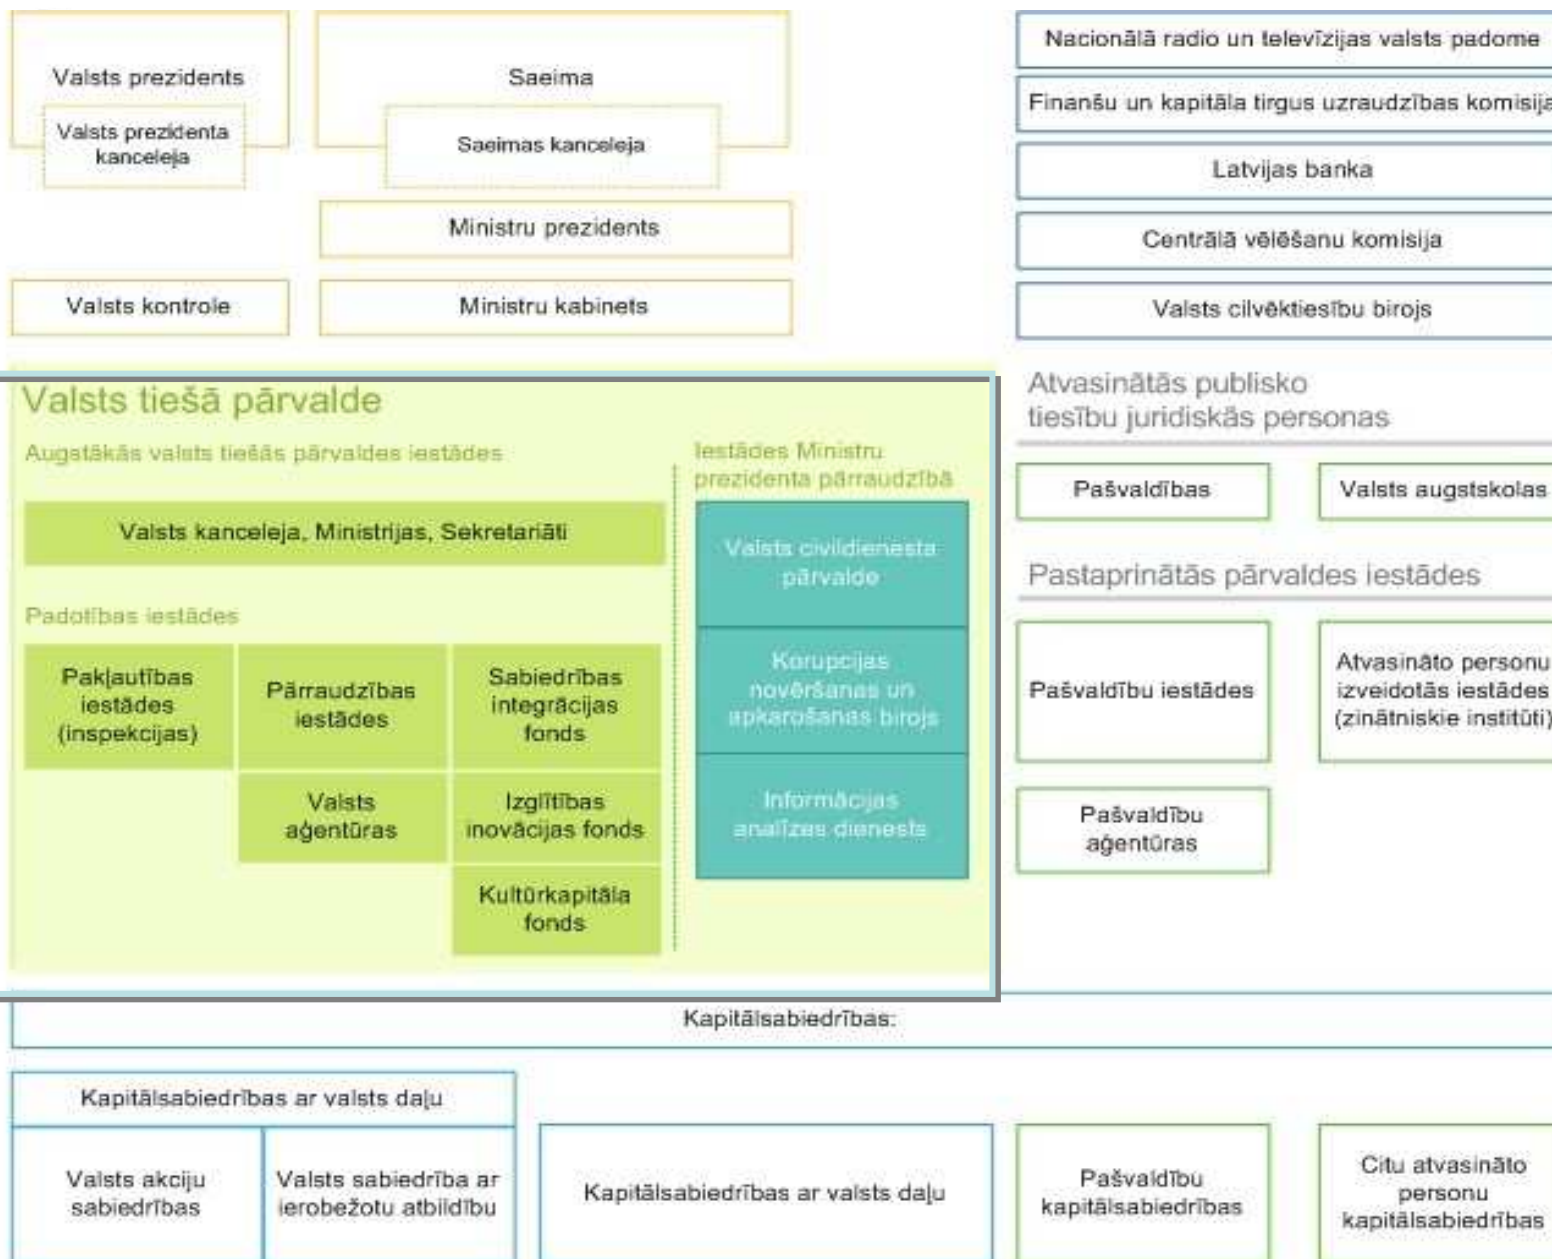 Valsts prezidents
Valsts prezidenta
kanceleja
Saeima
Saeimas kanceleja
Ministru prezidents
Valsts kontrole
Ministru kabinets
Nacionālā radio un televīzijas valsts padome
Finanšu un kapitāla tirgus uzraudzības komisija
Latvijas banka
Centrālā vēlēšanu komisija
Valsts cilvēktiesību birojs
Valsts tiešā pārvalde
Augstākās valsts tiešās pārvaldes iestādes
Valsts kanceleja, Ministrijas, Sekretariāti
Padotības iestādes
Pakļautības
iestādes
(inspekcijas)
Pārraudzības
iestādes
Sabiedrības
integrācijas
fonds
Valsts
aģentūras
Izglītības
inovācijas fonds
Kultūrkapitāla
fonds
Iestādes Ministru
prezidenta pārraudzībā
Valsts civildienesta
pārvalde
Korupcijas
novēršanas un
apkarošanas birojs
Informācijas
analīzes dienests
Atvasinātās publisko
tiesību juridiskās personas
Pašvaldības
Valsts augstskolas
Pastaprinātās pārvaldes iestādes
Pašvaldību iestādes
Atvasināto personu
izveidotās iestādes
(zinātniskie institūti)
Pašvaldību
aģentūras
Kapitālsabiedrības:
Kapitālsabiedrības ar valsts daļu
Valsts akciju
sabiedrības
Valsts sabiedrība ar
ierobežotu atbildību
Kapitālsabiedrības ar valsts daļu
Pašvaldību
kapitālsabiedrības
Citu atvasināto
personu
kapitālsabiedrības